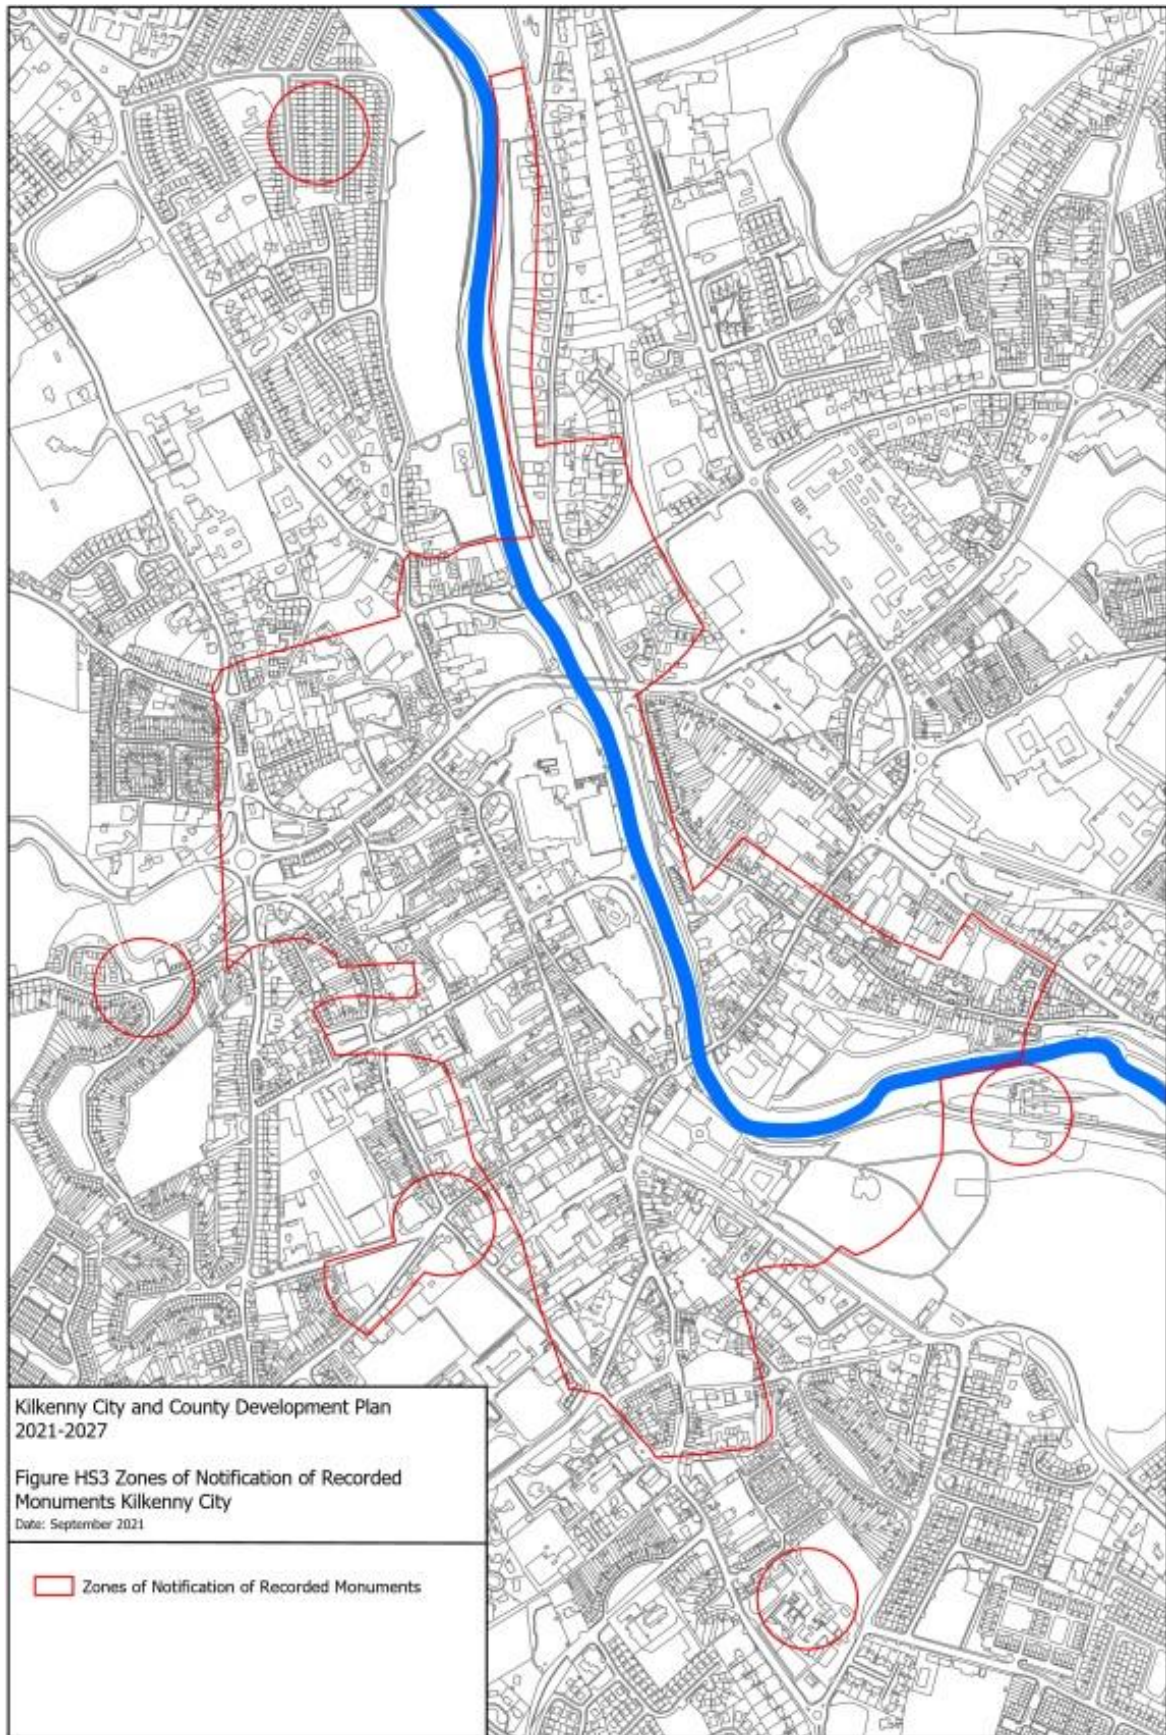 Kilkenny City and County Development Plan
2021-2027
Figure HS3 Zones of Notification of Recorded
Monuments Kilkenny City
Date: September 2021
Zones of Notification of Recorded Monuments